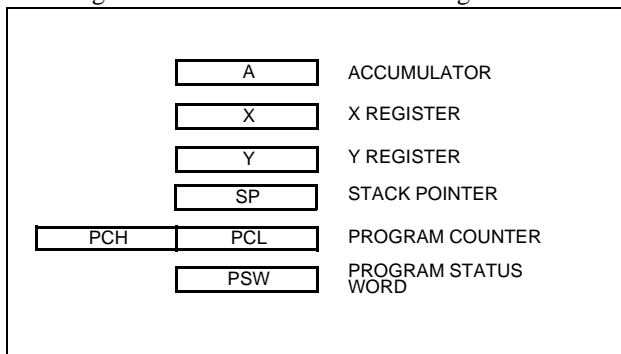 A ACCUMULATOR
X X REGISTER
Y Y REGISTER
SP STACK POINTER
PCH PCL PROGRAM COUNTER
PSW PROGRAM STATUS
WORD